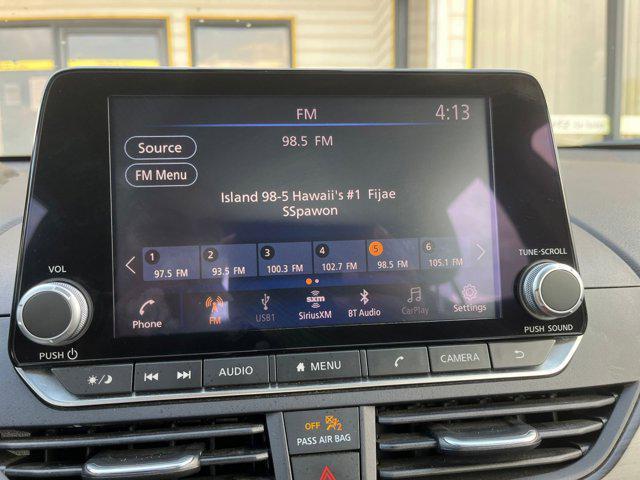 FM
4:13
98.5 FM
Source
FM Menu
Island 98-5 Hawaii's #1 Fijae
SSpawon
1 97.5 FM
2 93.5 FM
3 100.3 FM
4 102.7 FM
5 98.5 FM
6 105.1 FM
Phone
FM
USB1
sxm
SiriusXM
BT Audio
CarPlay
Settings
VOL
PUSH
TUNE·SCROLL
PUSH SOUND
AUDIO
MENU
CAMERA
OFF 2
PASS AIR BAG